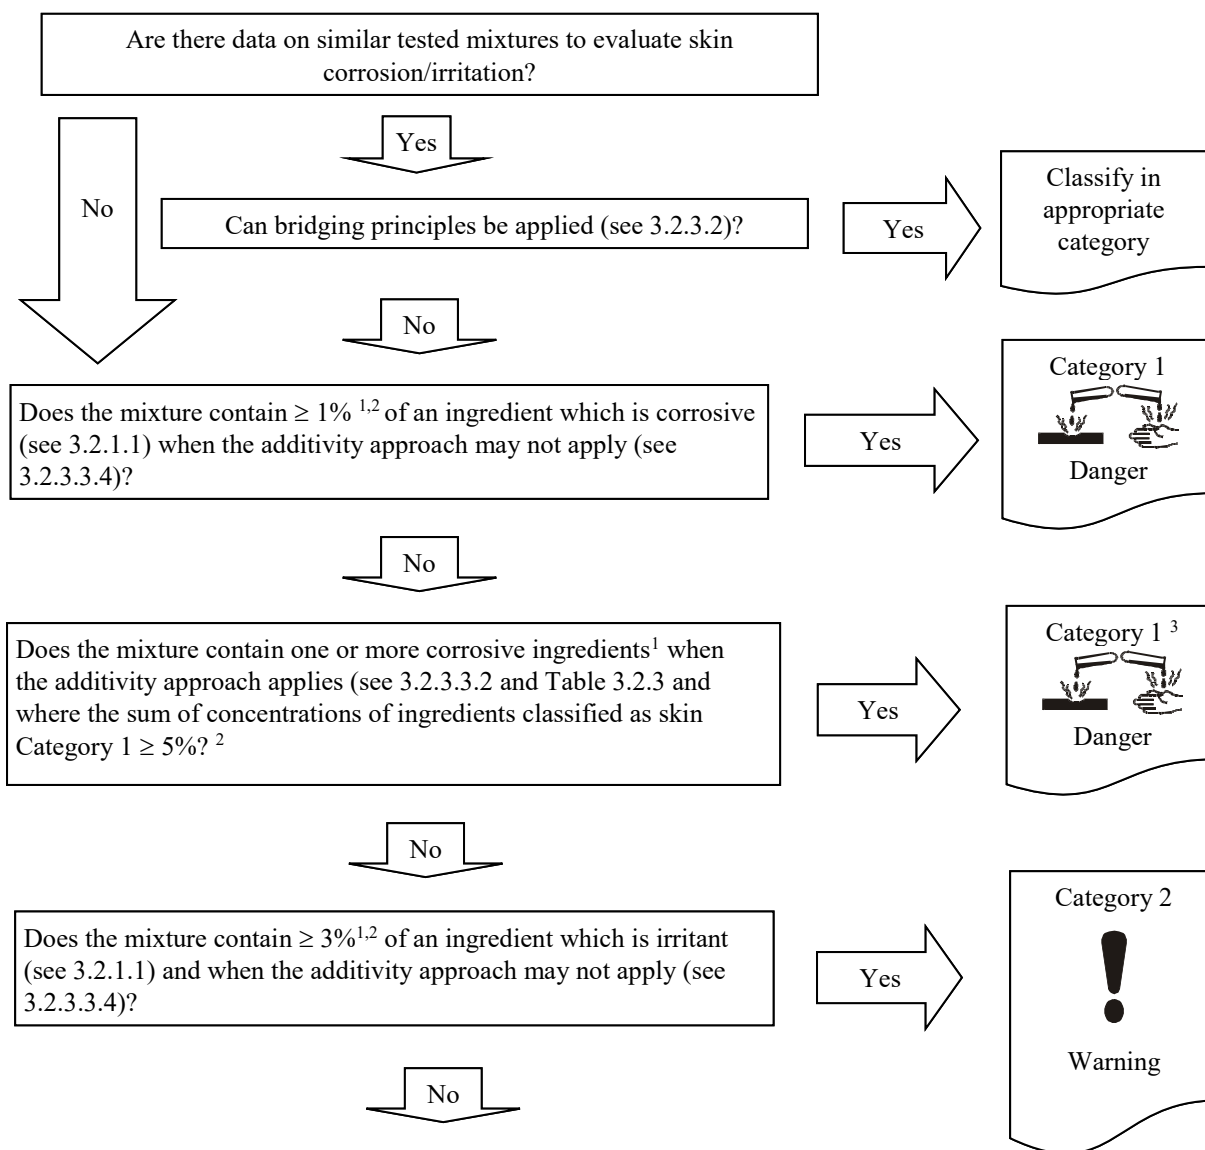 Are there data on similar tested mixtures to evaluate skin
corrosion/irritation?
Yes
No
Can bridging principles be applied (see 3.2.3.2)?
Yes
Classify in
appropriate
category
No
Does the mixture contain ≥ 1% 1,2 of an ingredient which is corrosive
(see 3.2.1.1) when the additivity approach may not apply (see
3.2.3.3.4)?
Yes
Category 1
Danger
No
Does the mixture contain one or more corrosive ingredients1 when
the additivity approach applies (see 3.2.3.3.2 and Table 3.2.3 and
where the sum of concentrations of ingredients classified as skin
Category 1 ≥ 5%? 2
Yes
Category 1 3
Danger
No
Does the mixture contain ≥ 3%1,2 of an ingredient which is irritant
(see 3.2.1.1) and when the additivity approach may not apply (see
3.2.3.3.4)?
Yes
Category 2
Warning
No